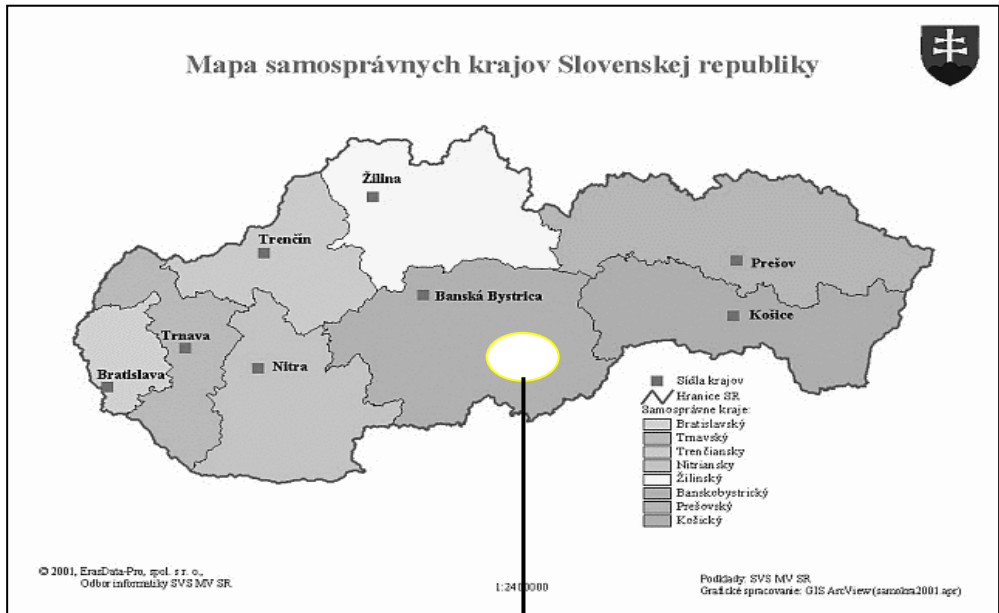 Mapa samosprávnych krajov Slovenskej republiky
Žilina
Trenčín
Prešov
Banská Bystrica
Košice
Trnava
Nitra
Bratislava
Sídla krajov
Hranice SR
Samosprávne kraje:
Bratislavský
Trnavský
Trenčiansky
Nitriansky
Žilinský
Banskobystrický
Prešovský
Košický
© 2001, ErasData-Pro, spol. s r. o.,
Odbor informatiky SVS MV SR
Podklady: SVS MV SR
Grafické spracovanie: GIS ArcView (samokra2001.apr)